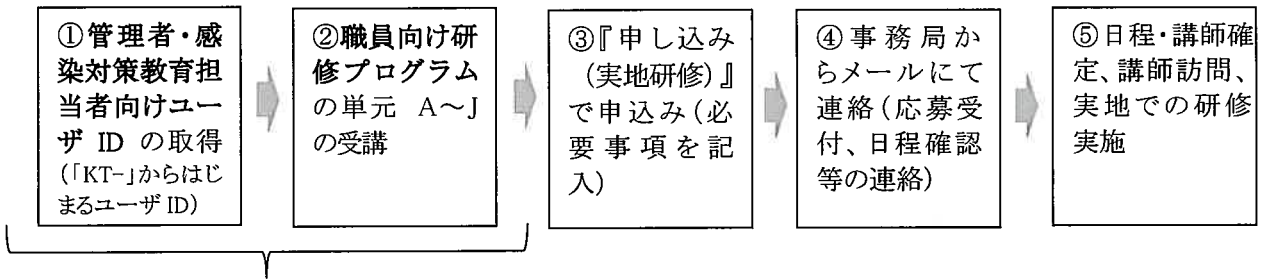 ①管理者・感
染対策教育担
当者向けユー
ザ ID の取得
(「KT-」からはじ
まるユーザ ID)
②職員向け研
修プログラム
の単元 A～J
の受講
③『申し込み
(実地研修)』
で申込み(必
要事項を記
入)
④事務局か
らメールにて
連絡(応募受
付、日程確認
等の連絡)
⑤日程・講師確
定、講師訪問、
実地での研修
実施